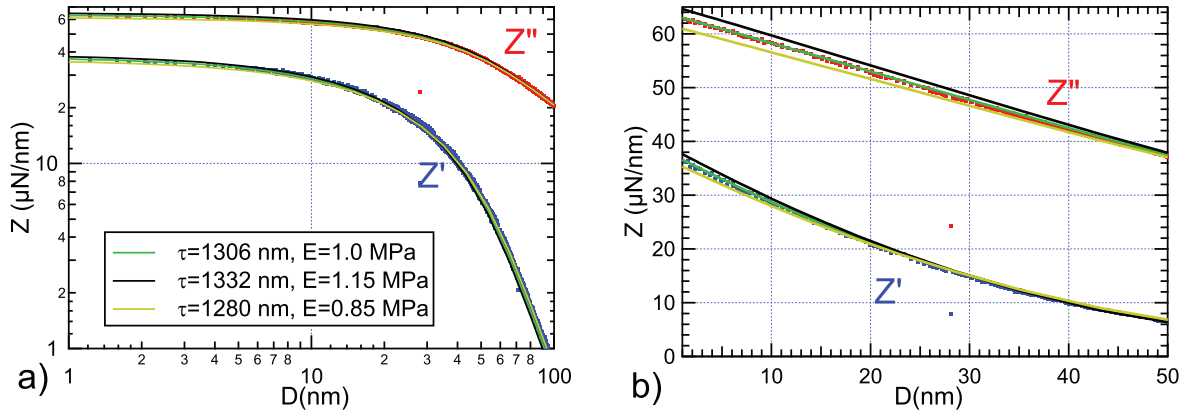 6
4
2
10
8
6
4
2
1
Z (µN/nm)
Z"
Z'
τ=1306 nm, E=1.0 MPa
τ=1332 nm, E=1.15 MPa
τ=1280 nm, E=0.85 MPa
1 2 3 4 5 6 7 8 10 2 3 4 5 6 7 8 100
D(nm)
a)
60
50
40
30
20
10
0
Z (µN/nm)
Z"
Z'
10 20 30 40 50
D(nm)
b)